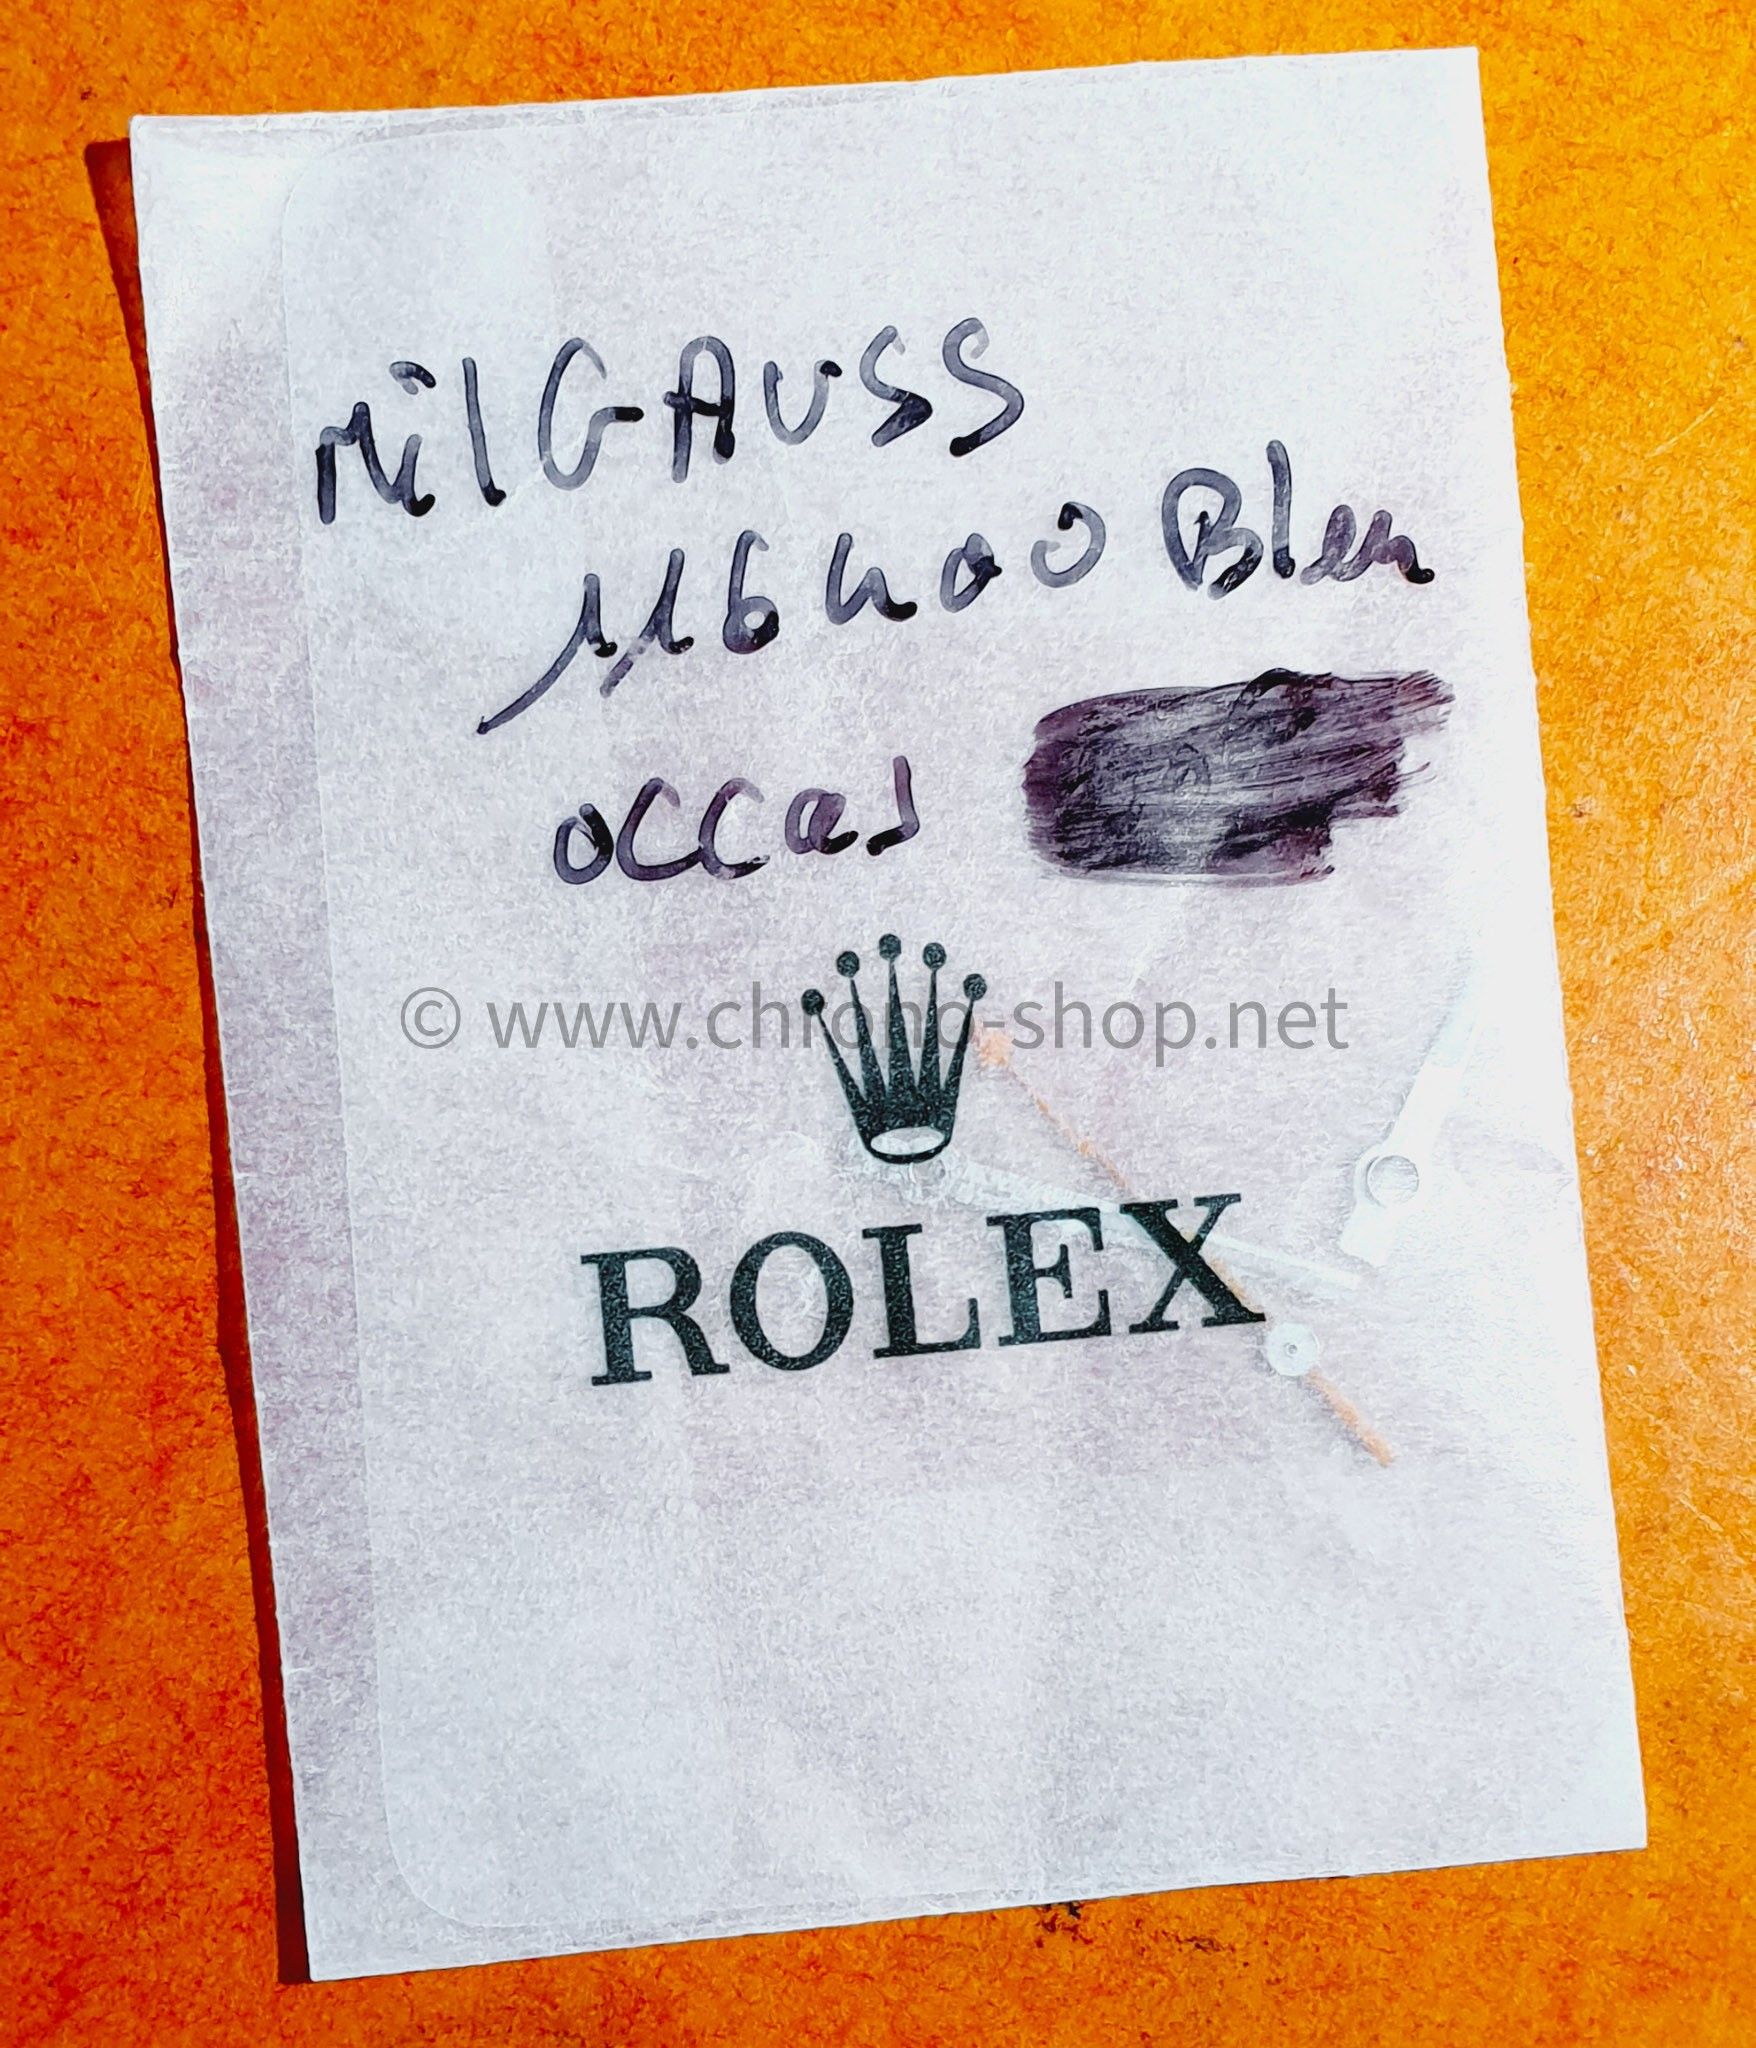 MilGAUSS
116400 Bleu
occas
© www.chrono-shop.net
ROLEX